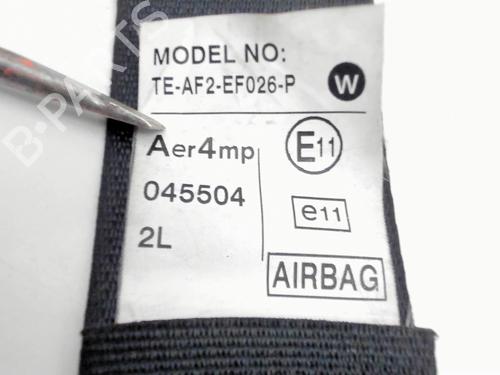 MODEL NO:
TE-AF2-EF026-P W
Aer4mp E11
045504 e11
2L AIRBAG
B-PARTS